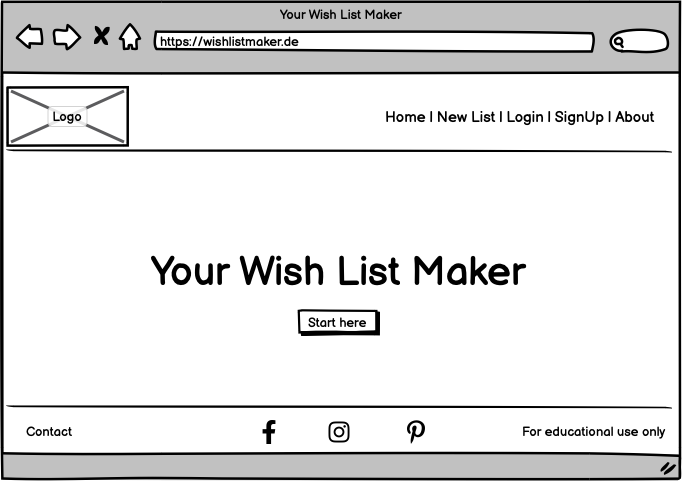 Your Wish List Maker
https://wishlistmaker.de
Logo
Home | New List | Login | SignUp | About
Your Wish List Maker
Start here
Contact
For educational use only